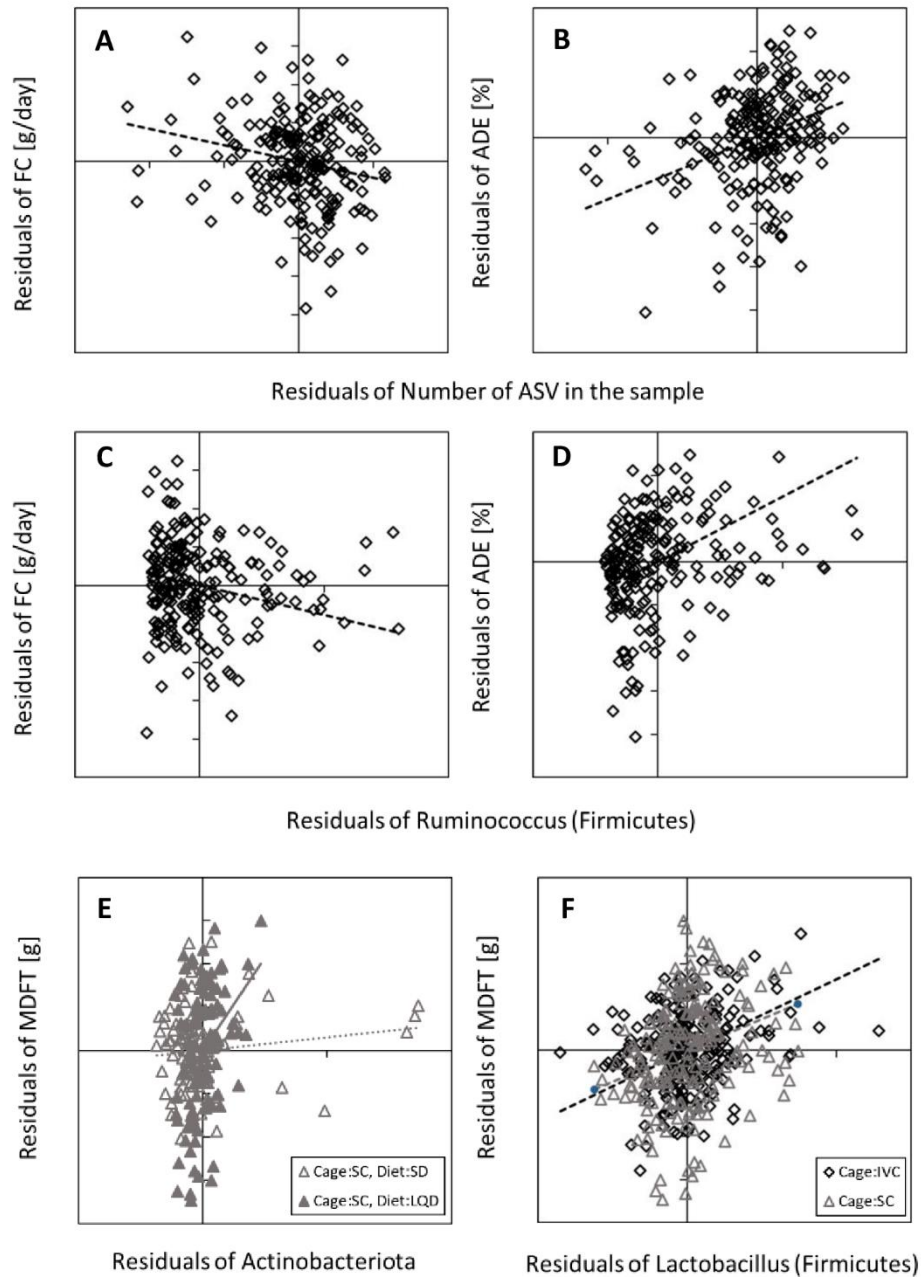 A
B
Residuals of FC [g/day]
Residuals of ADE [%]
Residuals of Number of ASV in the sample
C
D
Residuals of FC [g/day]
Residuals of ADE [%]
Residuals of Ruminococcus (Firmicutes)
E
F
Residuals of MDFT [g]
Residuals of MDFT [g]
Cage:SC, Diet:SD
Cage:SC, Diet:LQD
Cage:IVC
Cage:SC
Residuals of Actinobacteriota
Residuals of Lactobacillus (Firmicutes)